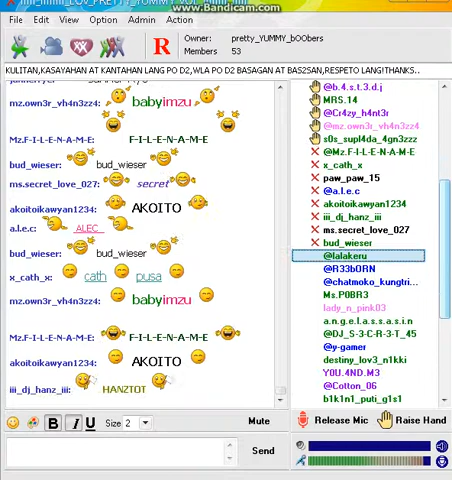 www.Bandicam.com
File Edit View Option Admin Action
R
Owner: pretty_YUMMY_bOObers
Members 53
KULITAN,KASAYAHAN AT KANTAHAN LANG PO D2,WLA PO D2 BASAGAN AT BAS2SAN,RESPETO LANG!THANKS..
mz.own3r_vh4n3zz4: babyimzu
Mz.F-I-L-E-N-A-M-E: F-I-L-E-N-A-M-E
bud_wieser: bud_wieser
ms.secret_love_027: secret
akoitoikawyan1234: AKOITO
a.l.e.c: ALEC
bud_wieser: bud_wieser
x_cath_x: cath pusa
mz.own3r_vh4n3zz4: babyimzu
Mz.F-I-L-E-N-A-M-E: F-I-L-E-N-A-M-E
akoitoikawyan1234: AKOITO
iii_dj_hanz_iii: HANZTOT
@b.4.s.t.3.d.j
MRS.14
@Cr4zy_h4nt3r
@mz.own3r_vh4n3zz4
s0s_supl4da_4gn3zzz
@Mz.F-I-L-E-N-A-M-E
x_cath_x
paw_paw_15
@a.l.e.c
akoitoikawyan1234
iii_dj_hanz_iii
ms.secret_love_027
bud_wieser
@lalakeru
@R33bORN
@chatmoko_kungtri...
Ms.P0BR3
lady_n_pink03
a.n.g.e.l.a.s.s.a.s.i.n
@DJ_S-3-C-R-3-T_45
@y-gamer
destiny_lov3_n1kki
Y0U.4ND.M3
@Cotton_06
b1k1n1_puti_g1s1
B I U Size 2 Mute
Release Mic Raise Hand
Send